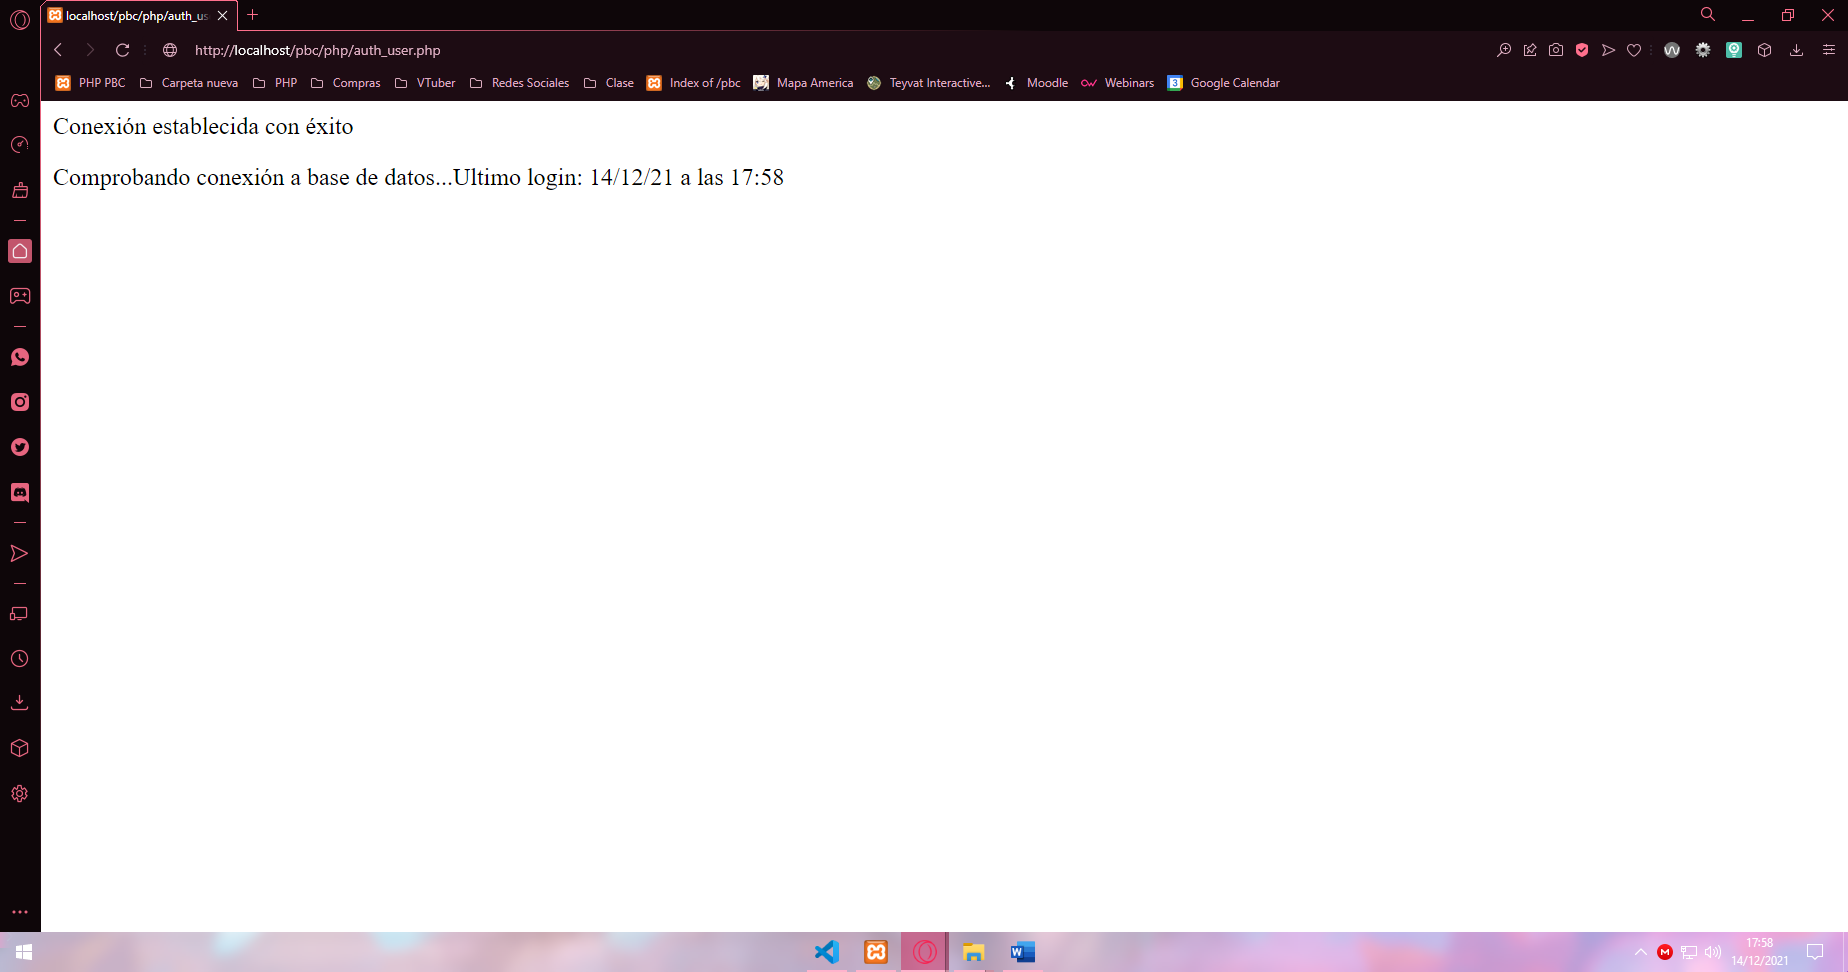 localhost/pbc/php/auth_us
http://localhost/pbc/php/auth_user.php
PHP PBC Carpeta nueva PHP Compras VTuber Redes Sociales Clase Index of /pbc Mapa America Teyvat Interactive... Moodle Webinars Google Calendar
Conexión establecida con éxito
Comprobando conexión a base de datos...Ultimo login: 14/12/21 a las 17:58
17:58
14/12/2021